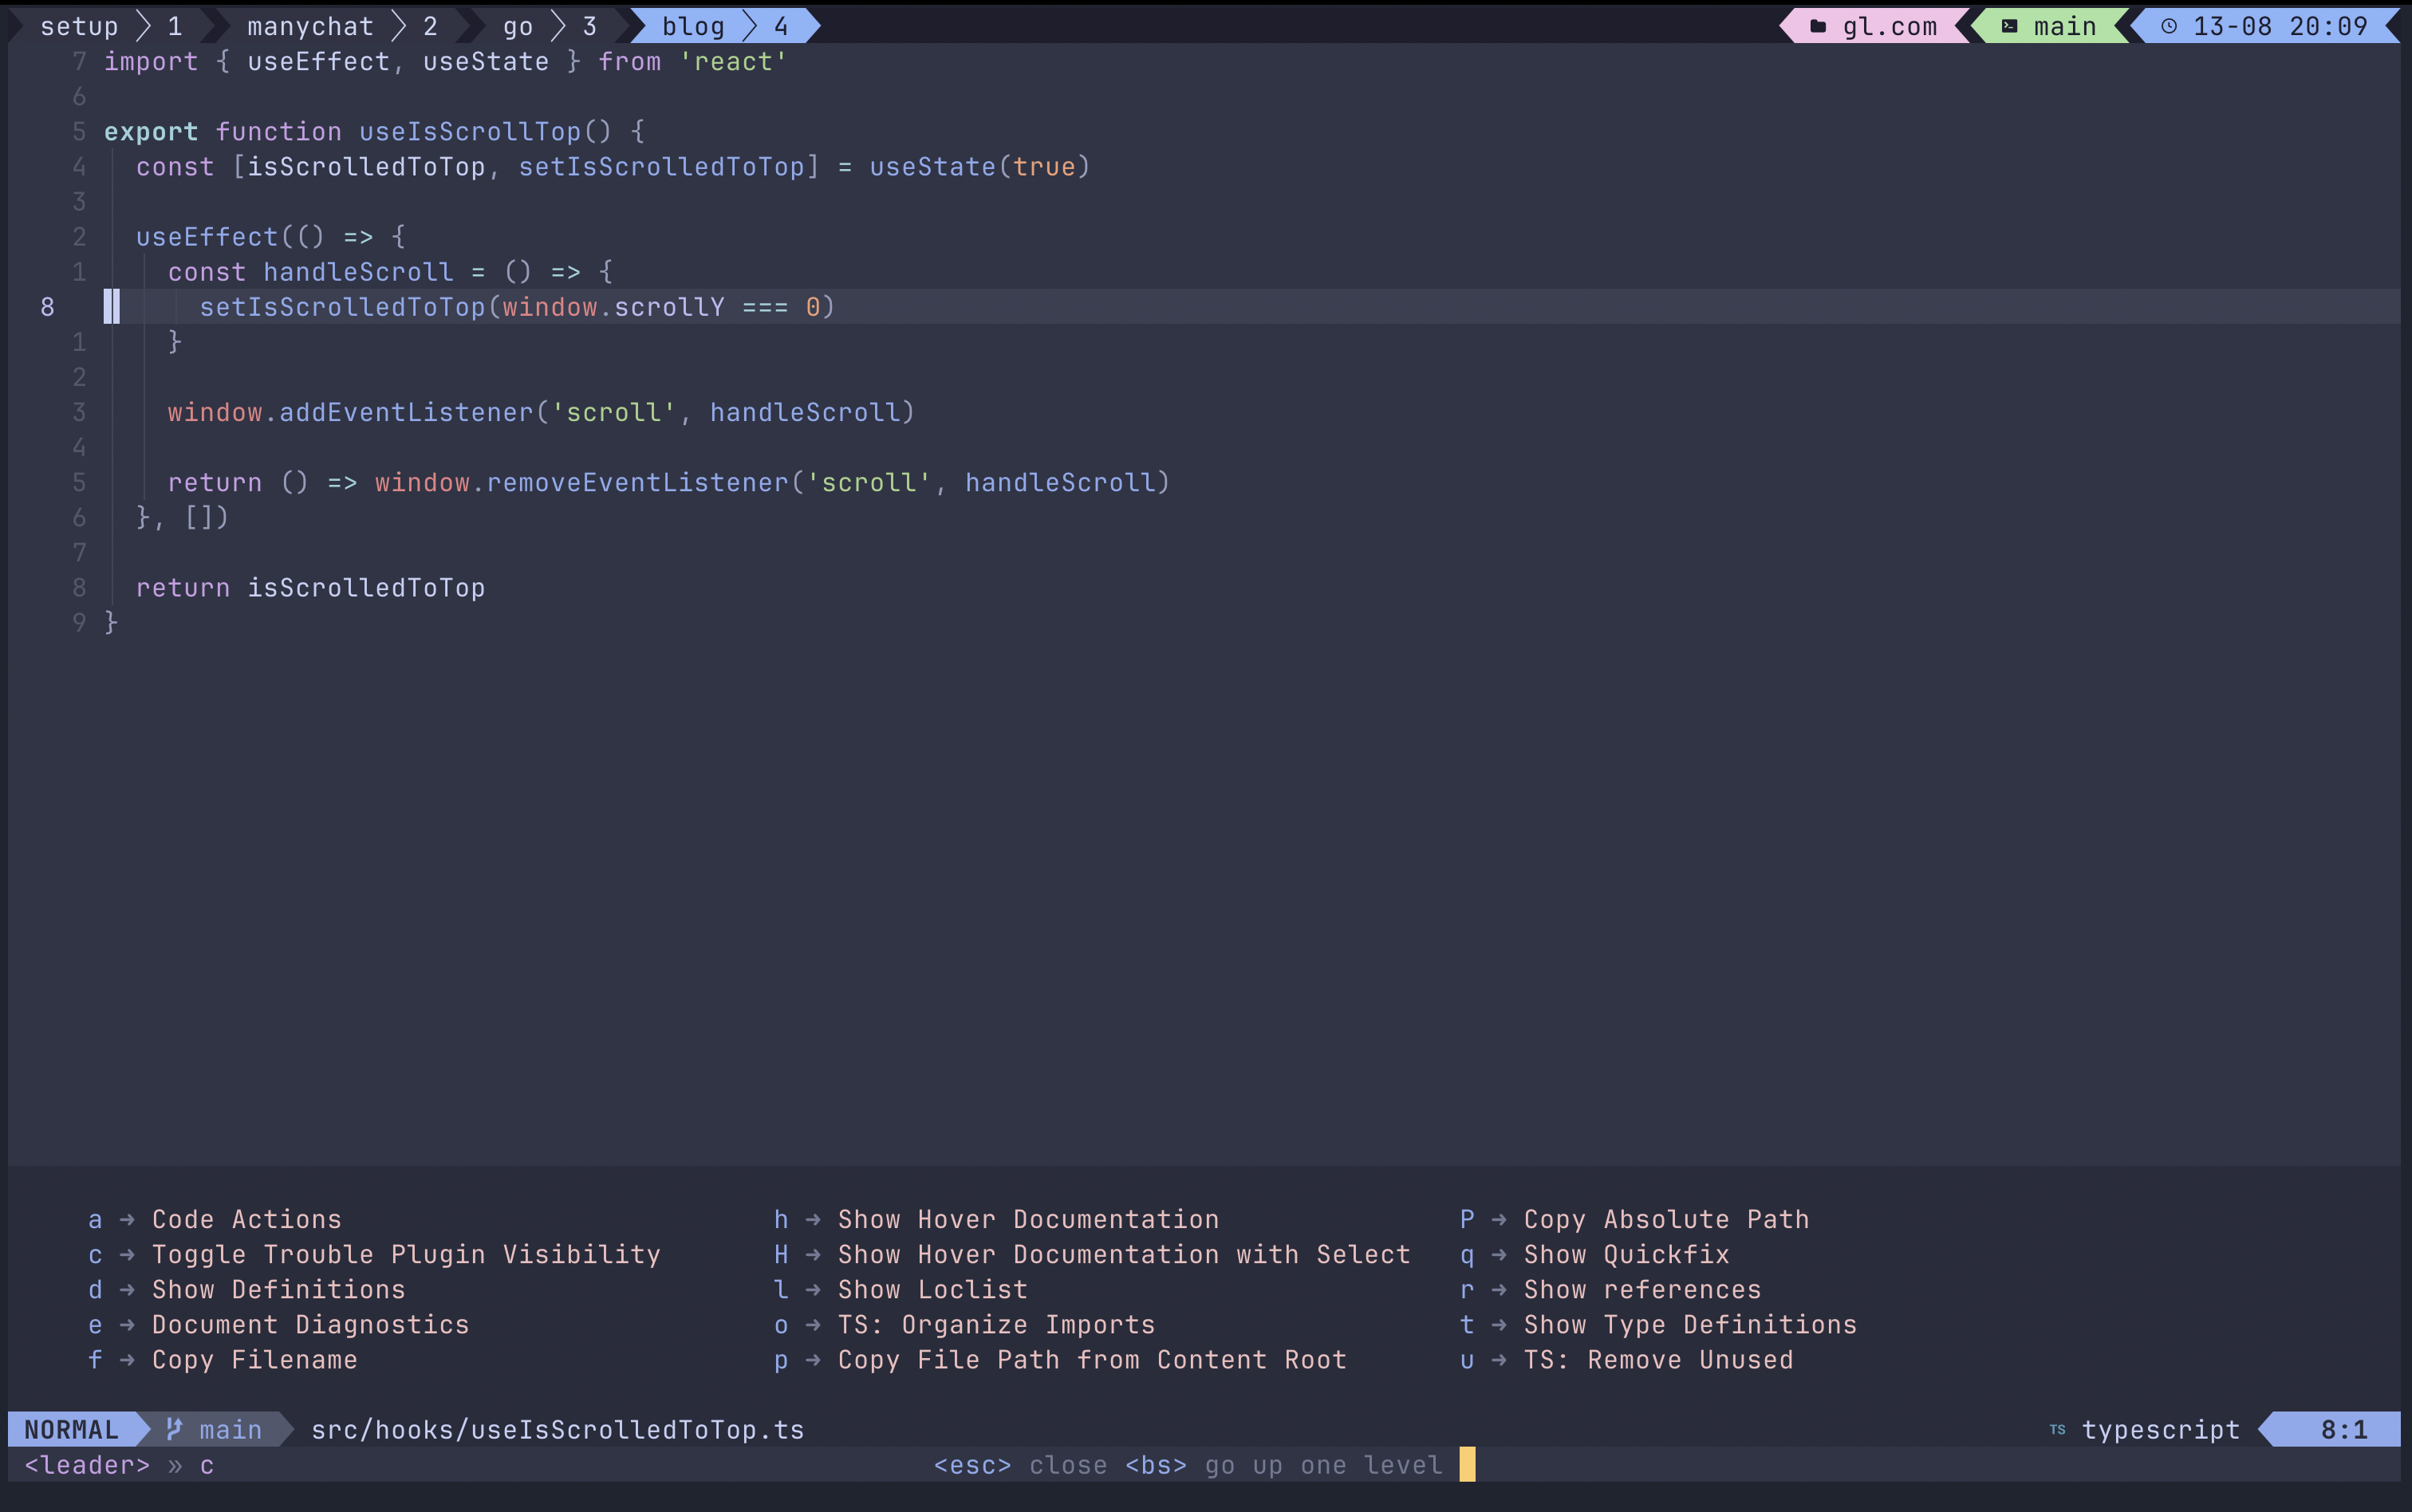 setup 1 manychat 2 go 3 blog 4 gl.com main 13-08 20:09
7 import { useEffect, useState } from 'react'
6
5 export function useIsScrollTop() {
4 const [isScrolledToTop, setIsScrolledToTop] = useState(true)
3
2 useEffect(() => {
1 const handleScroll = () => {
8 setIsScrolledToTop(window.scrollY === 0)
1 }
2
3 window.addEventListener('scroll', handleScroll)
4
5 return () => window.removeEventListener('scroll', handleScroll)
6 }, [])
7
8 return isScrolledToTop
9 }
a → Code Actions h → Show Hover Documentation P → Copy Absolute Path
c → Toggle Trouble Plugin Visibility H → Show Hover Documentation with Select q → Show Quickfix
d → Show Definitions l → Show Loclist r → Show references
e → Document Diagnostics o → TS: Organize Imports t → Show Type Definitions
f → Copy Filename p → Copy File Path from Content Root u → TS: Remove Unused
NORMAL main src/hooks/useIsScrolledToTop.ts TS typescript 8:1
<leader> » c <esc> close <bs> go up one level